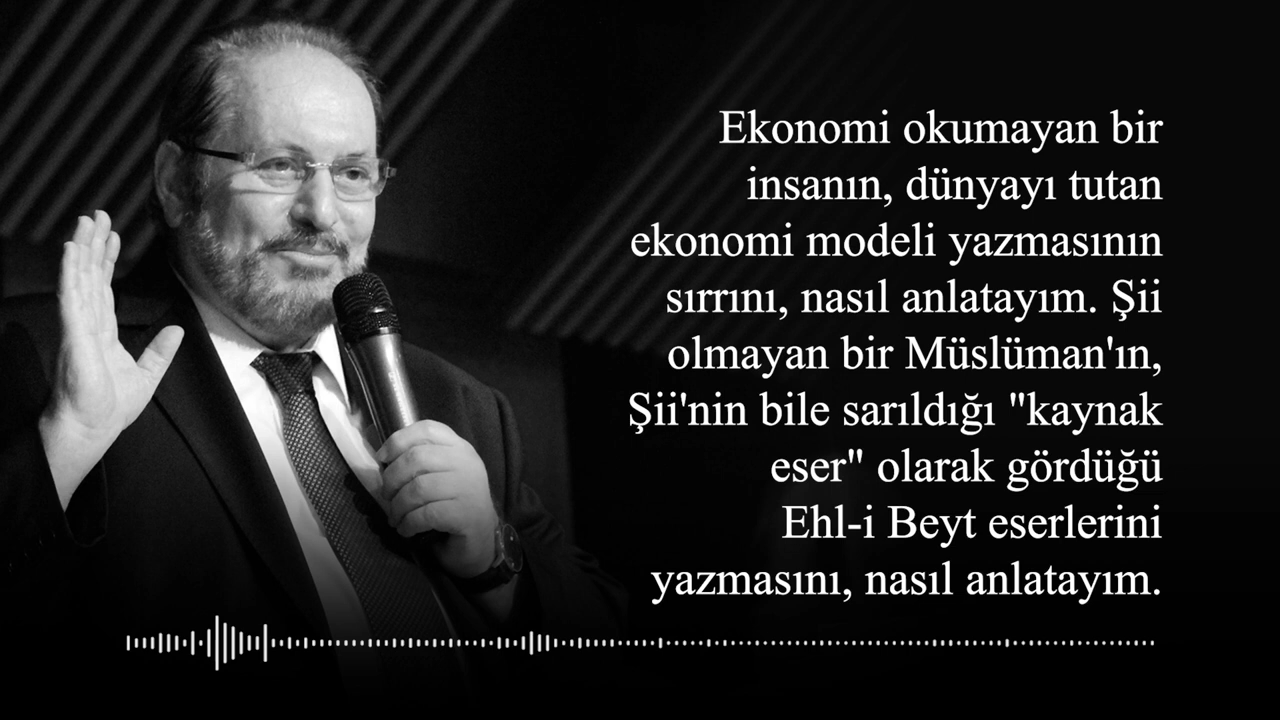 Ekonomi okumayan bir
insanın, dünyayı tutan
ekonomi modeli yazmasının
sırrını, nasıl anlatayım. Şii
olmayan bir Müslüman'ın,
Şii'nin bile sarıldığı "kaynak
eser" olarak gördüğü
Ehl-i Beyt eserlerini
yazmasını, nasıl anlatayım.